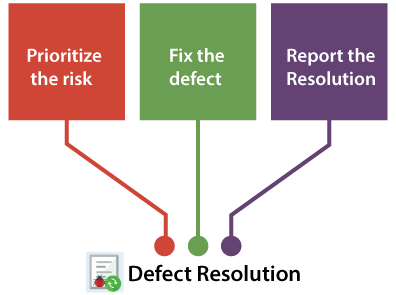 Prioritize
the risk
Fix the
defect
Report the
Resolution
Defect Resolution